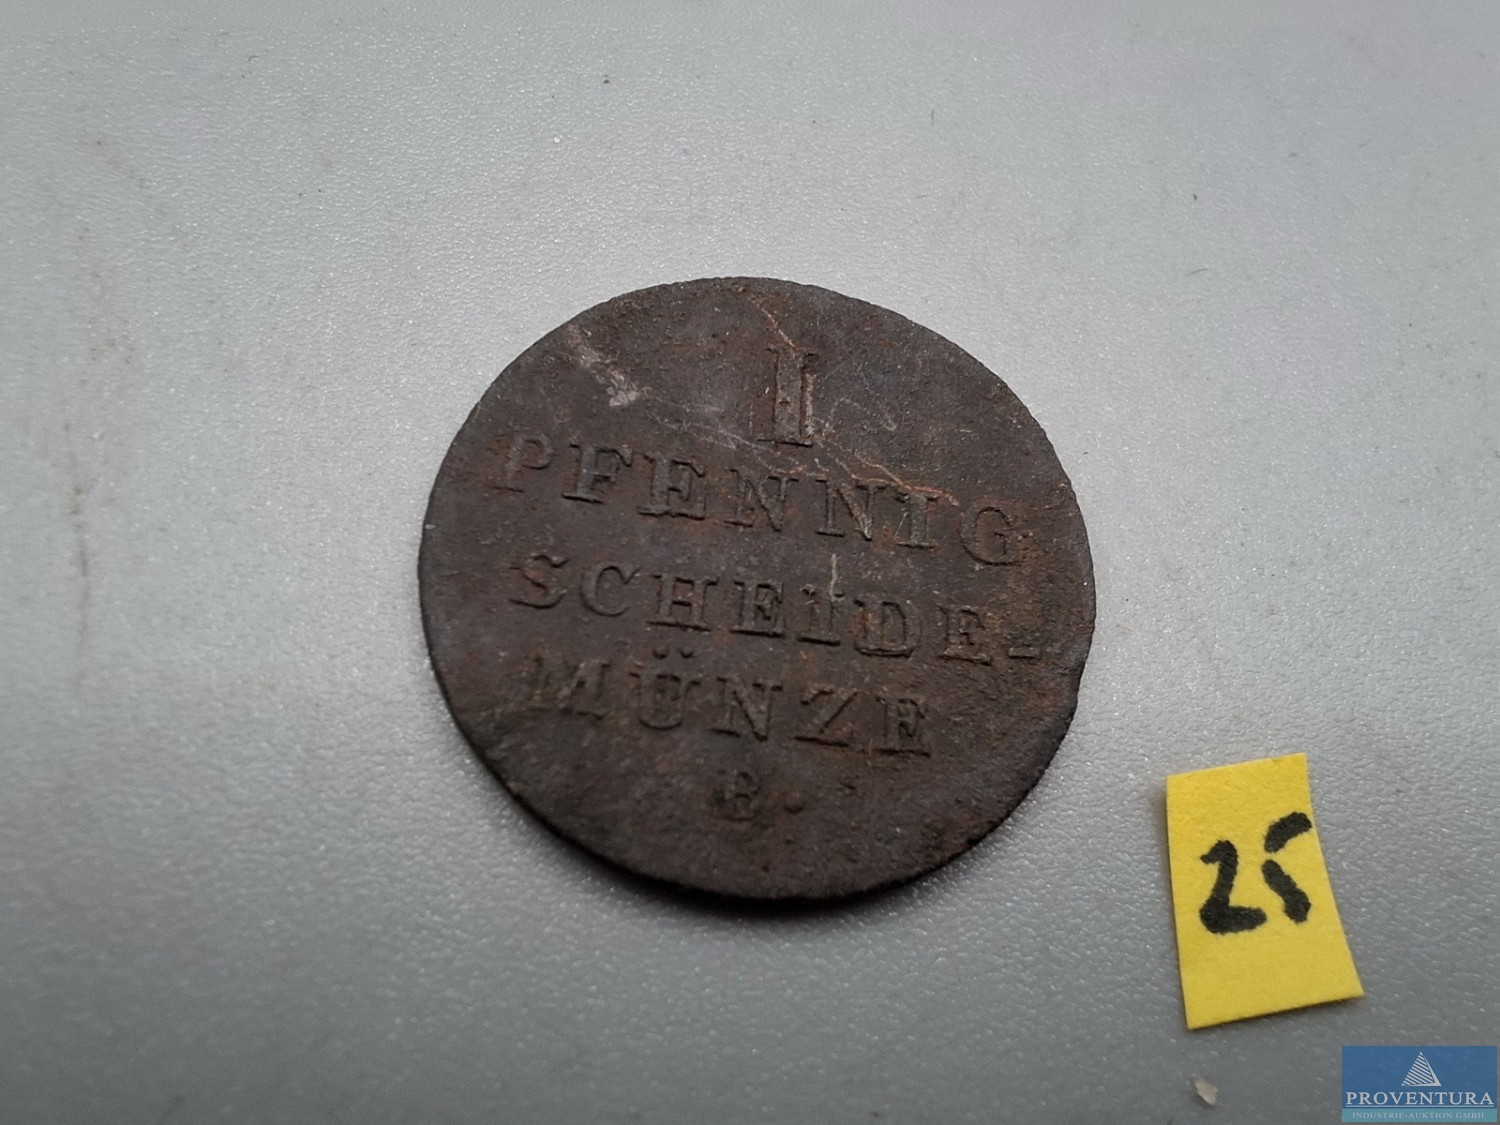 I
PFENNIG
SCHEIDE-
MÜNZE
B.
25
PROVENTURA
INDUSTRIE-AUKTION-GMBH